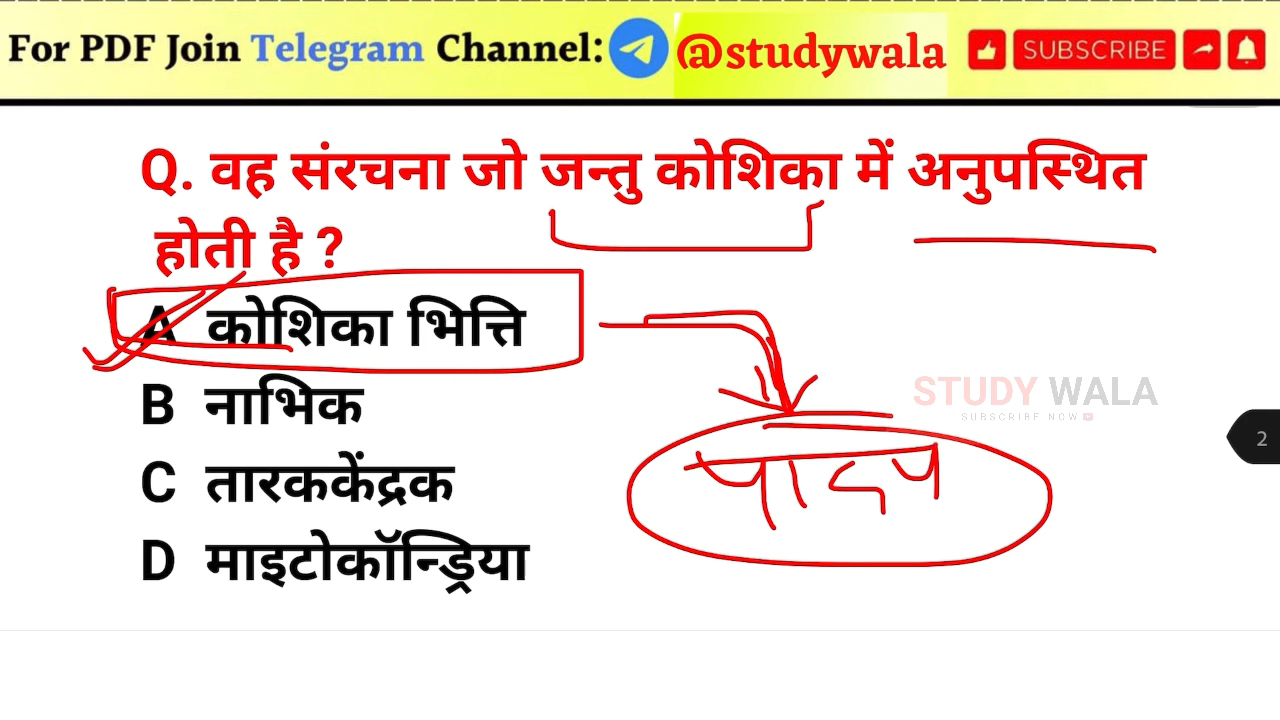 For PDF Join Telegram Channel: @studywala SUBSCRIBE
Q. वह संरचना जो जन्तु कोशिका में अनुपस्थित
होती है ?
A कोशिका भित्ति
B नाभिक
STUDY WALA
SUBSCRIBE NOW
2
C तारककेंद्रक
पादप
D माइटोकॉन्ड्रिया